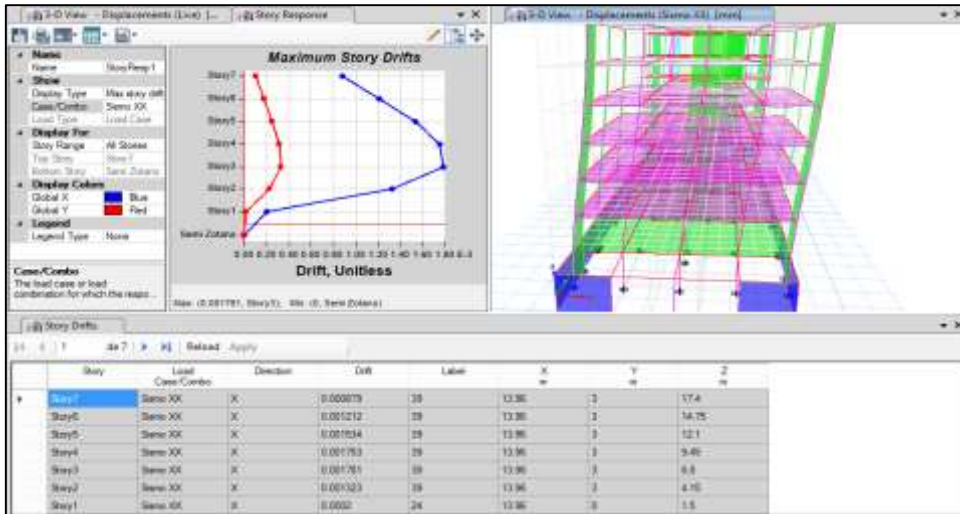 3-D View - Displacements (Live) [...
Story Response
3-D View - Displacements (Sismo XX) [mm]
Name
Name StoryResp1
Show
Display Type Max story drift
Case/Combo Sismo XX
Load Type Load Case
Display For
Story Range All Stories
Top Story Story7
Bottom Story Semi Zotano
Display Colors
Global X Blue
Global Y Red
Legend
Legend Type None
Case/Combo
The load case or load
combination for which the respo...
Maximum Story Drifts
Story7
Story6
Story5
Story4
Story3
Story2
Story1
Semi Zotano
0.00 0.20 0.40 0.60 0.80 1.00 1.20 1.40 1.60 1.80 E-3
Drift, Unitless
Max: (0.001781, Story3); Min: (0, Semi Zotano)
Story Drifts
1 de 7 Reload Apply
Story Load Case/Combo Direction Drift Label X m Y m Z m
Story7 Sismo XX X 39 13.96 3 17.4
Story6 Sismo XX X 0.001212 39 13.96 3 14.75
Story5 Sismo XX X 0.001534 39 13.96 3 12.1
Story4 Sismo XX X 0.001753 39 13.96 3 9.45
Story3 Sismo XX X 0.001781 39 13.96 3 6.8
Story2 Sismo XX X 0.001323 39 13.96 3 4.15
Story1 Sismo XX X 0.0002 24 13.96 1.5